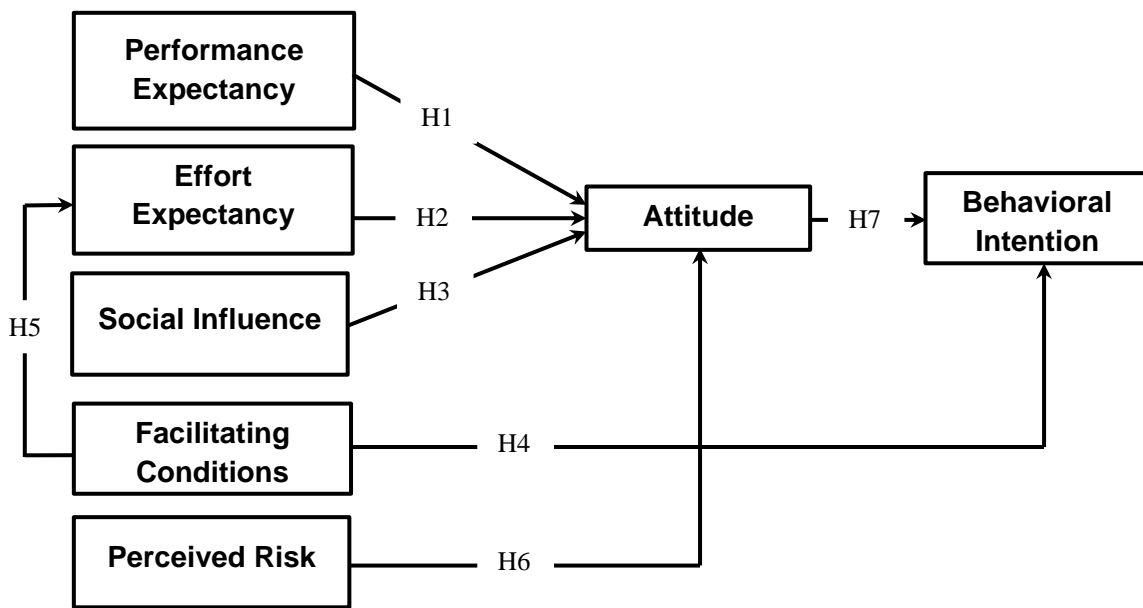 Performance
Expectancy
H1
Effort
Expectancy
H2
Attitude
H7
Behavioral
Intention
H3
Social Influence
H5
Facilitating
Conditions
H4
Perceived Risk
H6